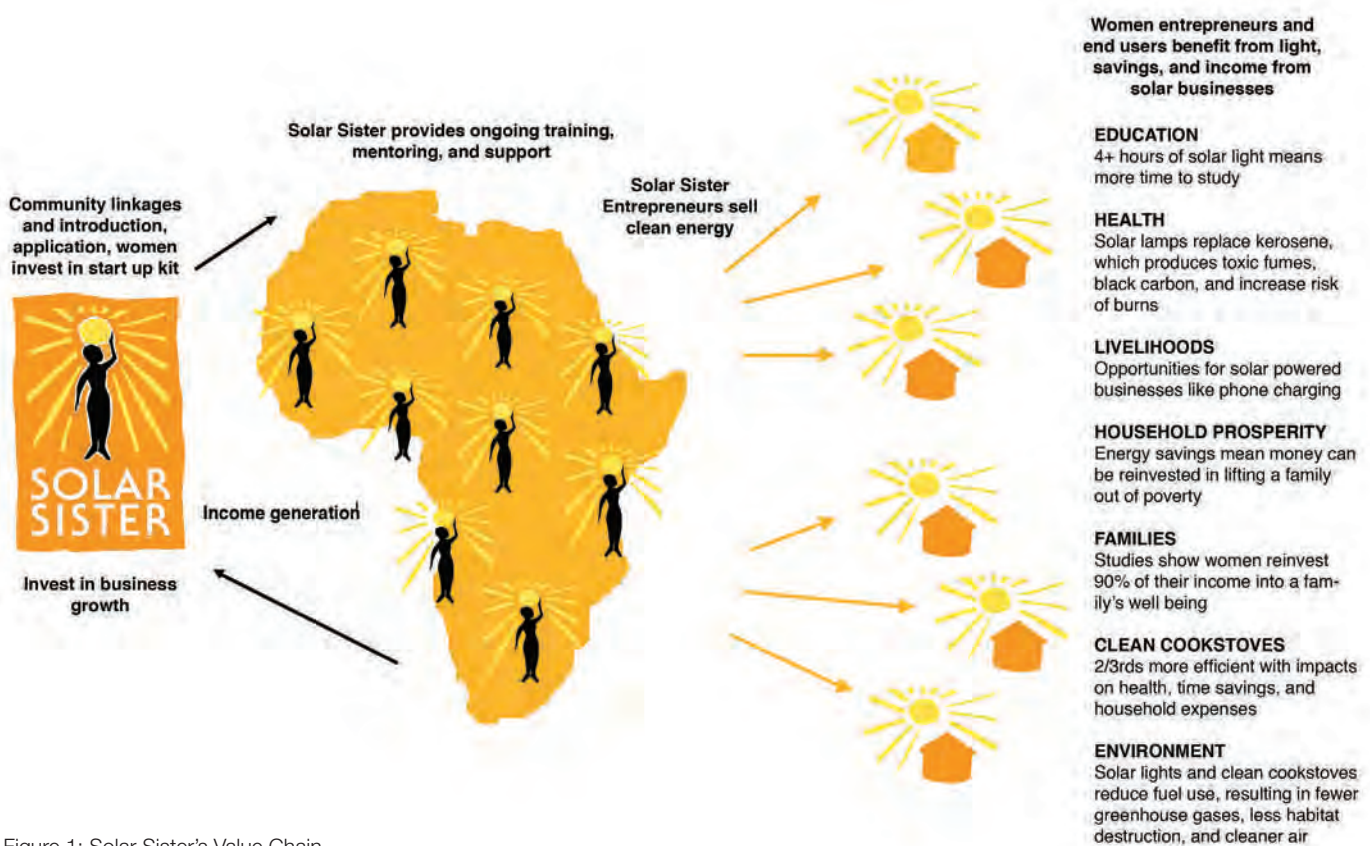 Community linkages
and introduction,
application, women
invest in start up kit
SOLAR
SISTER
Invest in business
growth
Solar Sister provides ongoing training,
mentoring, and support
Income generation
Solar Sister
Entrepreneurs sell
clean energy
Women entrepreneurs and
end users benefit from light,
savings, and income from
solar businesses
EDUCATION
4+ hours of solar light means
more time to study
HEALTH
Solar lamps replace kerosene,
which produces toxic fumes,
black carbon, and increase risk
of burns
LIVELIHOODS
Opportunities for solar powered
businesses like phone charging
HOUSEHOLD PROSPERITY
Energy savings mean money can
be reinvested in lifting a family
out of poverty
FAMILIES
Studies show women reinvest
90% of their income into a fam-
ily's well being
CLEAN COOKSTOVES
2/3rds more efficient with impacts
on health, time savings, and
household expenses
ENVIRONMENT
Solar lights and clean cookstoves
reduce fuel use, resulting in fewer
greenhouse gases, less habitat
destruction, and cleaner air
Figure 1: Solar Sister's Value Chain